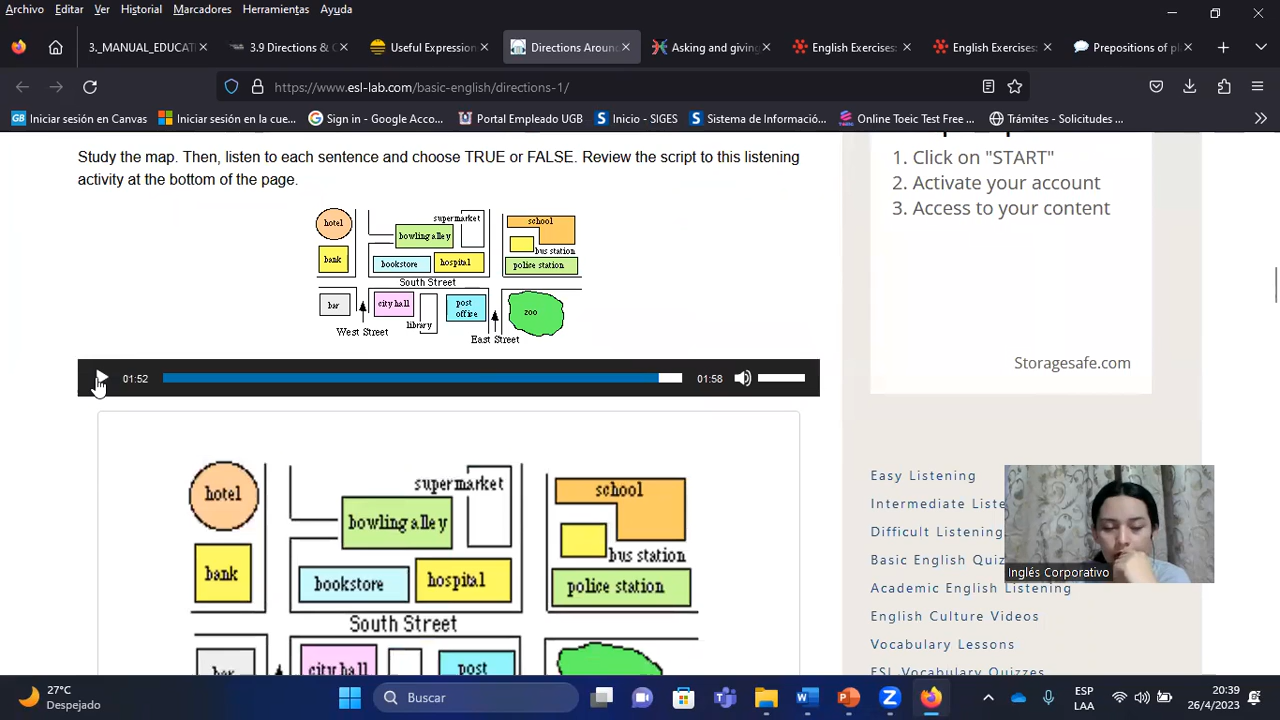 Archivo Editar Ver Historial Marcadores Herramientas Ayuda
3._MANUAL_EDUCAT 3.9 Directions & C Useful Expression Directions Aroun Asking and giving English Exercises: English Exercises: Prepositions of pl
https://www.esl-lab.com/basic-english/directions-1/
Iniciar sesión en Canvas Iniciar sesión en la cue... Sign in - Google Acco... Portal Empleado UGB Inicio - SIGES Sistema de Informació... Online Toeic Test Free ... Trámites - Solicitudes ...
Study the map. Then, listen to each sentence and choose TRUE or FALSE. Review the script to this listening
activity at the bottom of the page.
hotel
supermarket
school
bowling alley
bus station
bank
bookstore
hospital
police station
South Street
bar
city hall
post
office
zoo
library
West Street
East Street
01:52 01:58
hotel
supermarket
school
bowling alley
bus station
bank
bookstore
hospital
police station
South Street
bar
city hall
post
1. Click on "START"
2. Activate your account
3. Access to your content
Storagesafe.com
Easy Listening
Intermediate Liste
Difficult Listening
Basic English Quiz
Academic English Listening
English Culture Videos
Vocabulary Lessons
ESL Vocabulary Quizzes
Inglés Corporativo
27°C
Despejado
Buscar
ESP
LAA
20:39
26/4/2023